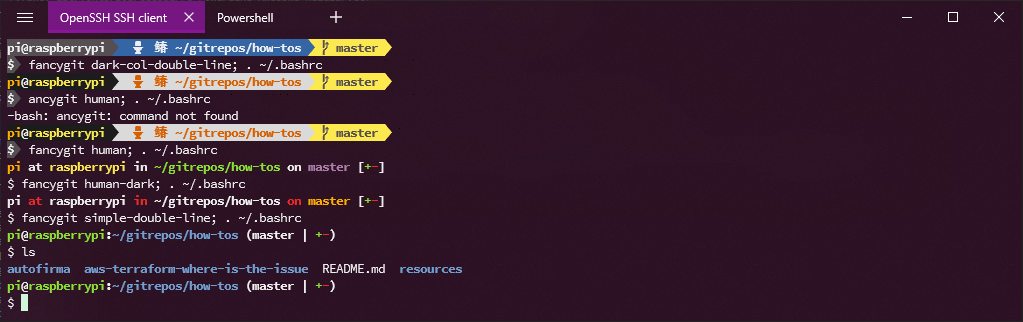 OpenSSH SSH client Powershell
pi@raspberrypi 鳍 ~/gitrepos/how-tos master
$ fancygit dark-col-double-line; . ~/.bashrc
pi@raspberrypi 鳍 ~/gitrepos/how-tos master
$ ancygit human; . ~/.bashrc
-bash: ancygit: command not found
pi@raspberrypi 鳍 ~/gitrepos/how-tos master
$ fancygit human; . ~/.bashrc
pi at raspberrypi in ~/gitrepos/how-tos on master [+-]
$ fancygit human-dark; . ~/.bashrc
pi at raspberrypi in ~/gitrepos/how-tos on master [+-]
$ fancygit simple-double-line; . ~/.bashrc
pi@raspberrypi:~/gitrepos/how-tos (master | +-)
$ ls
autofirma aws-terraform-where-is-the-issue README.md resources
pi@raspberrypi:~/gitrepos/how-tos (master | +-)
$